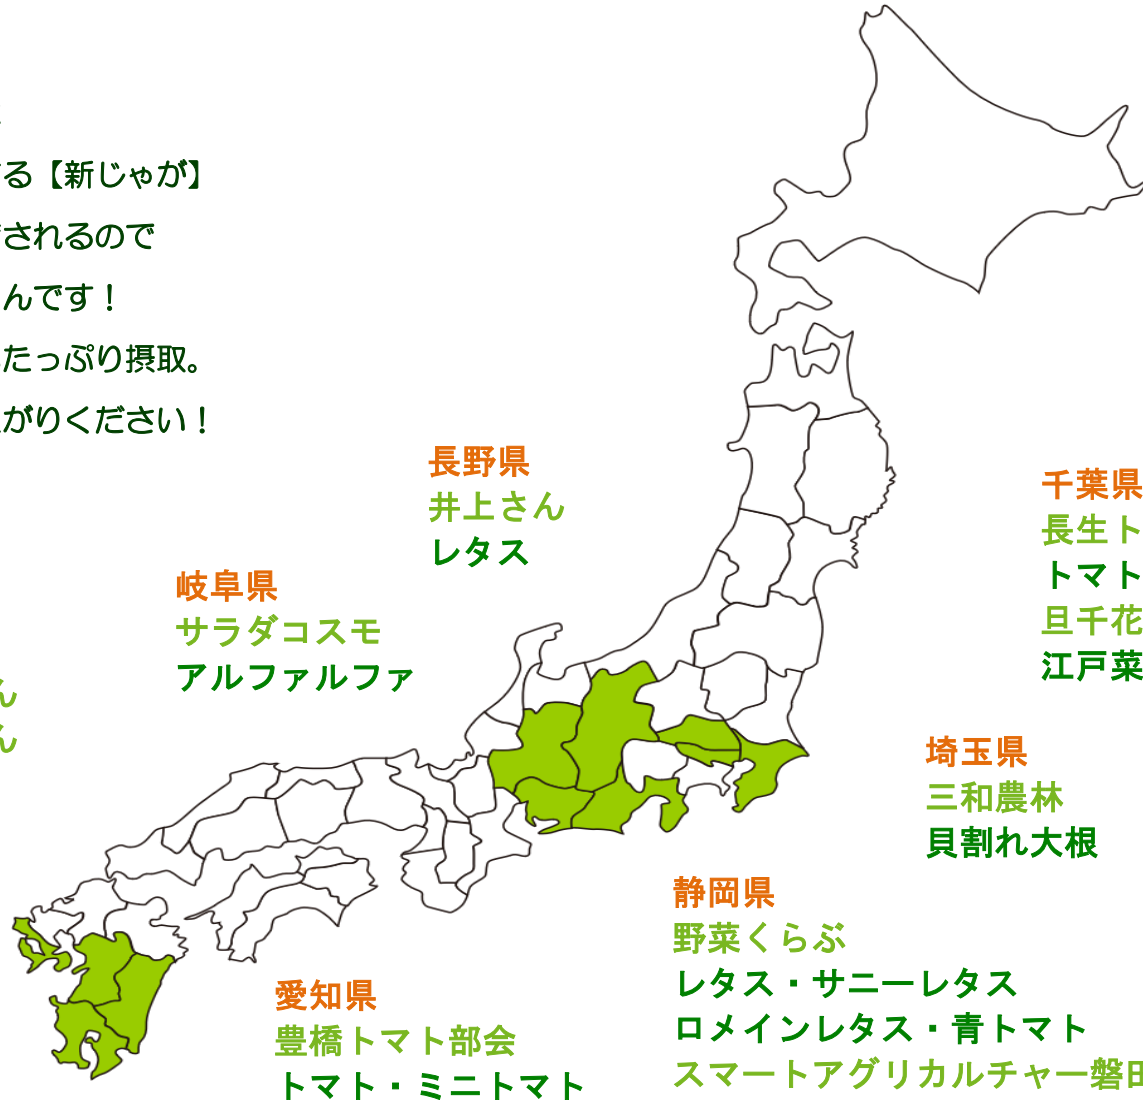 る【新じゃが】
されるので
んです！
たっぷり摂取。
がりください！
長野県
井上さん
レタス
千葉県
長生ト
トマト
旦千花
江戸菜
岐阜県
サラダコスモ
アルファルファ
ん
ん
埼玉県
三和農林
貝割れ大根
静岡県
野菜くらぶ
レタス・サニーレタス
ロメインレタス・青トマト
スマートアグリカルチャー磐田
愛知県
豊橋トマト部会
トマト・ミニトマト